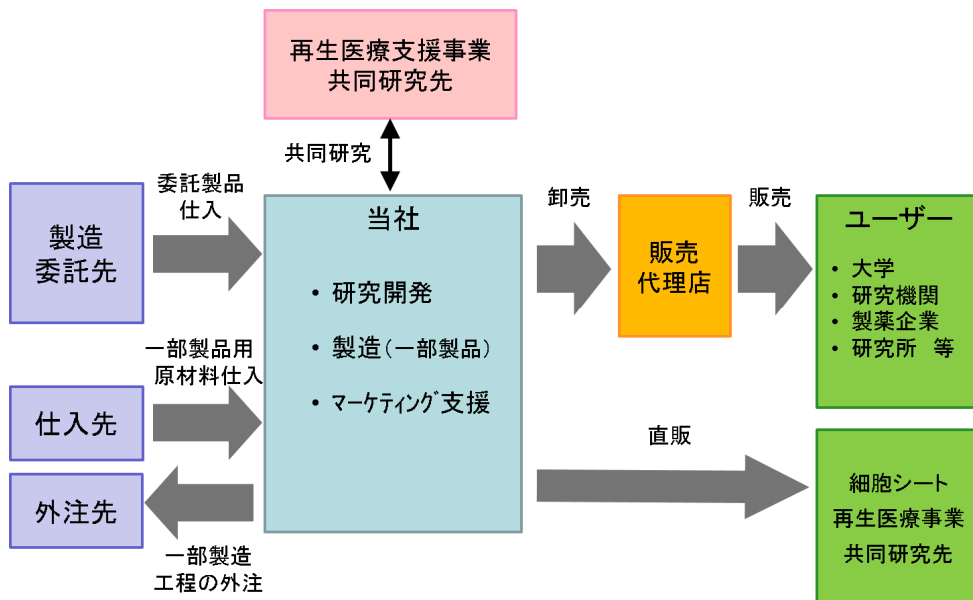 再生医療支援事業
共同研究先
共同研究
委託製品
仕入
製造
委託先
一部製品用
原材料仕入
仕入先
外注先
一部製造
工程の外注
当社
・ 研究開発
・ 製造(一部製品)
・ マーケティング支援
卸売
販売
代理店
販売
ユーザー
• 大学
• 研究機関
• 製薬企業
• 研究所 等
直販
細胞シート
再生医療事業
共同研究先